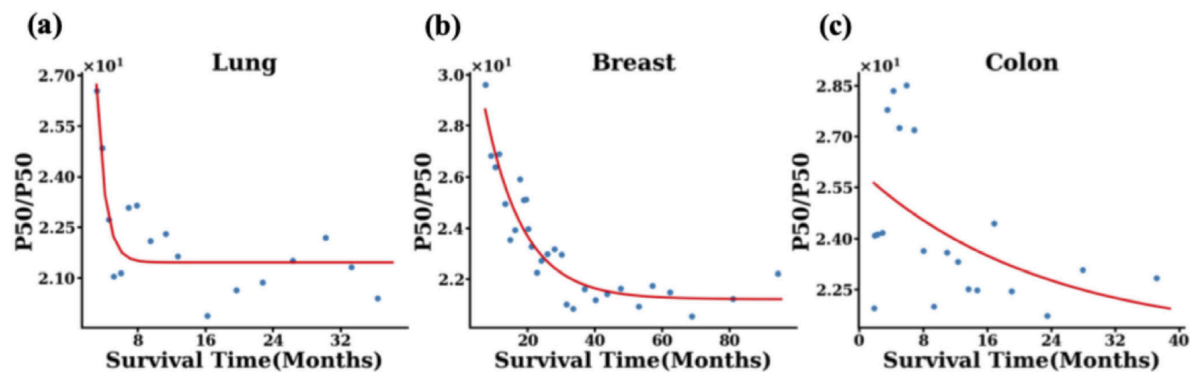 (a)
Lung
×10¹
2.70
2.55
2.40
2.25
2.10
P50/P50
8 16 24 32
Survival Time(Months)
(b)
Breast
×10¹
3.0
2.8
2.6
2.4
2.2
P50/P50
20 40 60 80
Survival Time(Months)
(c)
Colon
×10¹
2.85
2.70
2.55
2.40
2.25
P50/P50
0 8 16 24 32 40
Survival Time(Months)